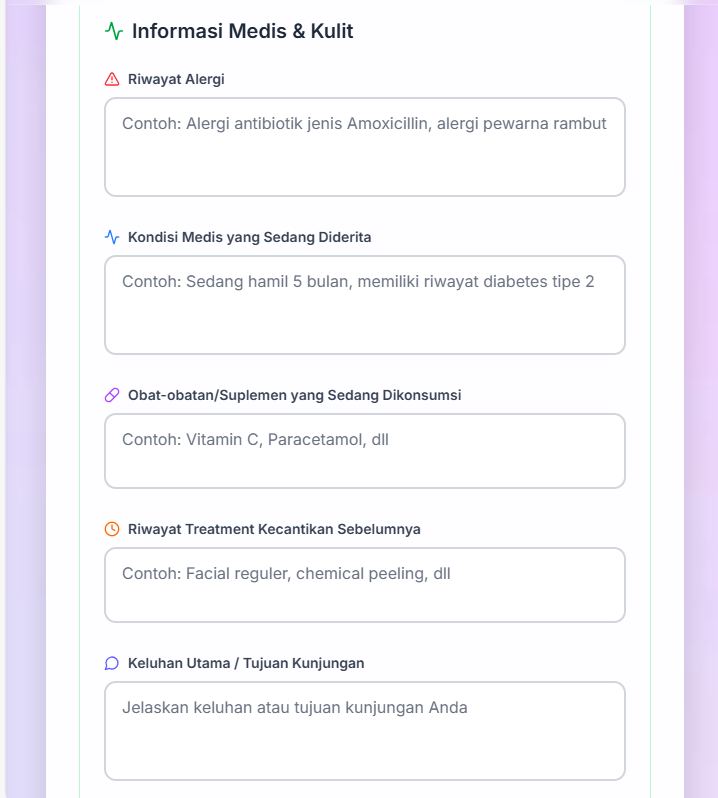 Informasi Medis & Kulit
Riwayat Alergi
Contoh: Alergi antibiotik jenis Amoxicillin, alergi pewarna rambut
Kondisi Medis yang Sedang Diderita
Contoh: Sedang hamil 5 bulan, memiliki riwayat diabetes tipe 2
Obat-obatan/Suplemen yang Sedang Dikonsumsi
Contoh: Vitamin C, Paracetamol, dll
Riwayat Treatment Kecantikan Sebelumnya
Contoh: Facial reguler, chemical peeling, dll
Keluhan Utama / Tujuan Kunjungan
Jelaskan keluhan atau tujuan kunjungan Anda